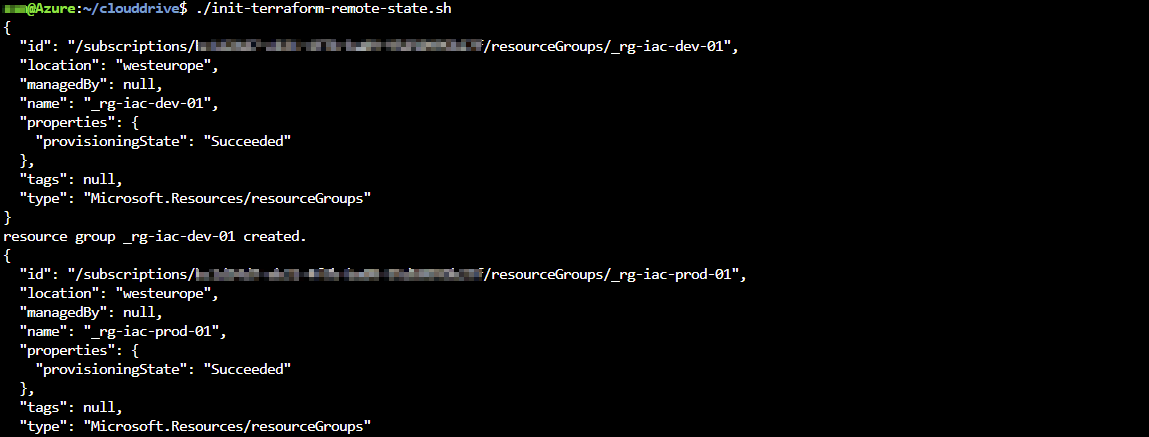 @Azure:~/clouddrive$ ./init-terraform-remote-state.sh
{
  "id": "/subscriptions/ /resourceGroups/_rg-iac-dev-01",
  "location": "westeurope",
  "managedBy": null,
  "name": "_rg-iac-dev-01",
  "properties": {
    "provisioningState": "Succeeded"
  },
  "tags": null,
  "type": "Microsoft.Resources/resourceGroups"
}
resource group _rg-iac-dev-01 created.
{
  "id": "/subscriptions/ /resourceGroups/_rg-iac-prod-01",
  "location": "westeurope",
  "managedBy": null,
  "name": "_rg-iac-prod-01",
  "properties": {
    "provisioningState": "Succeeded"
  },
  "tags": null,
  "type": "Microsoft.Resources/resourceGroups"